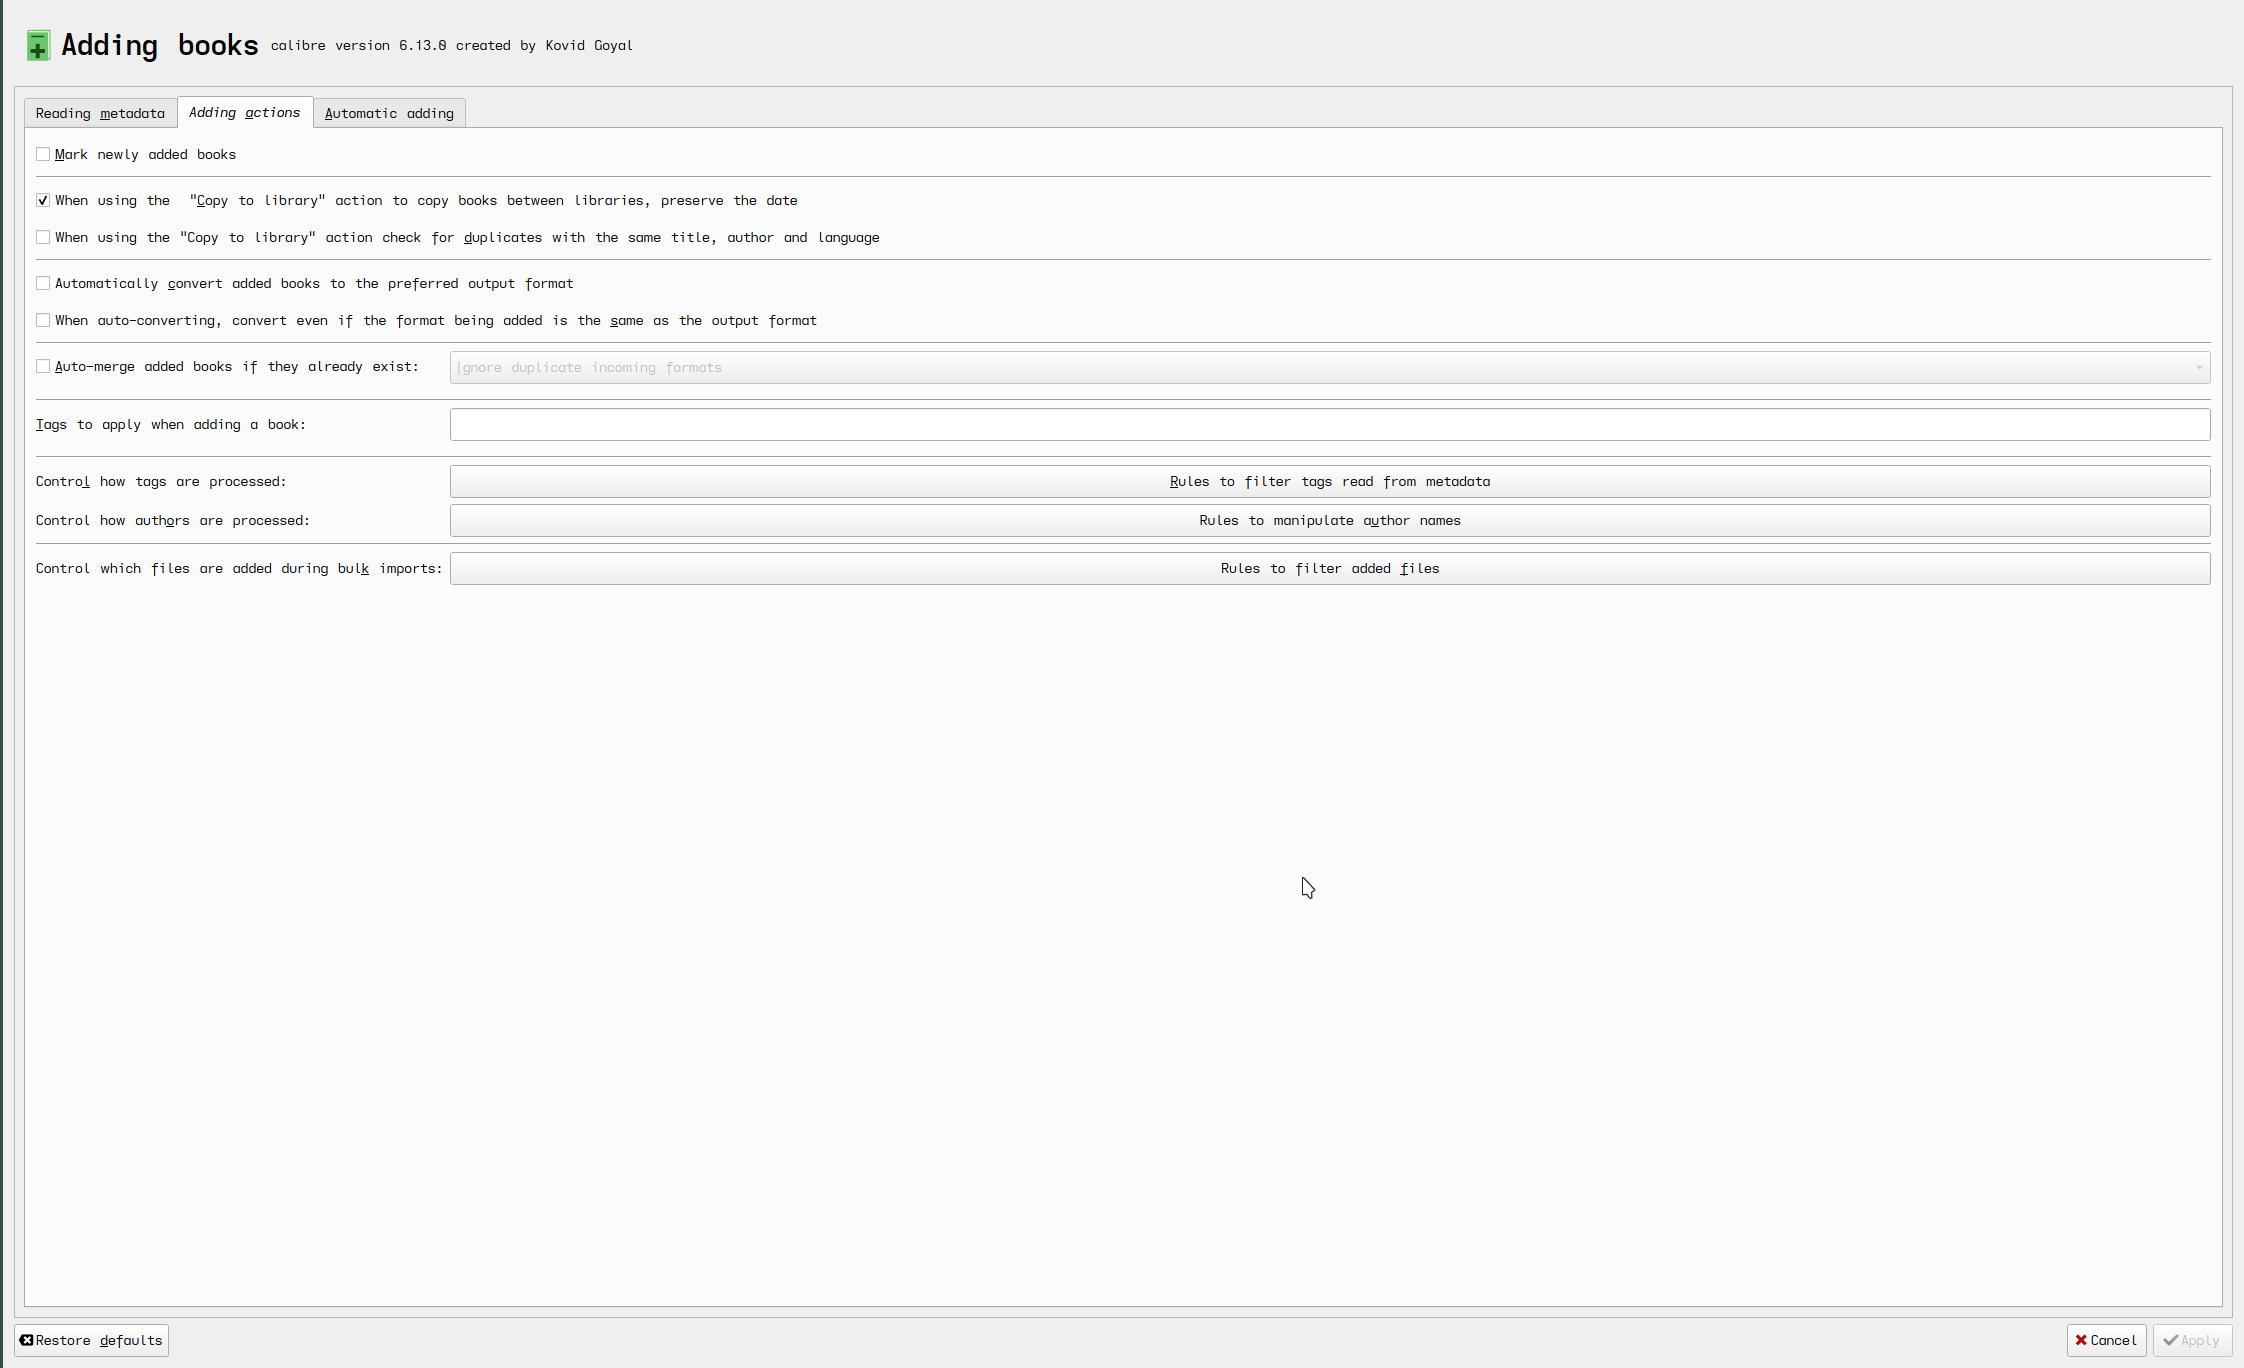 Adding books calibre version 6.13.0 created by Kovid Goyal
Reading metadata Adding actions Automatic adding
Mark newly added books
When using the "Copy to library" action to copy books between libraries, preserve the date
When using the "Copy to library" action check for duplicates with the same title, author and language
Automatically convert added books to the preferred output format
When auto-converting, convert even if the format being added is the same as the output format
Auto-merge added books if they already exist: Ignore duplicate incoming formats
Tags to apply when adding a book:
Control how tags are processed: Rules to filter tags read from metadata
Control how authors are processed: Rules to manipulate author names
Control which files are added during bulk imports: Rules to filter added files
Restore defaults Cancel Apply